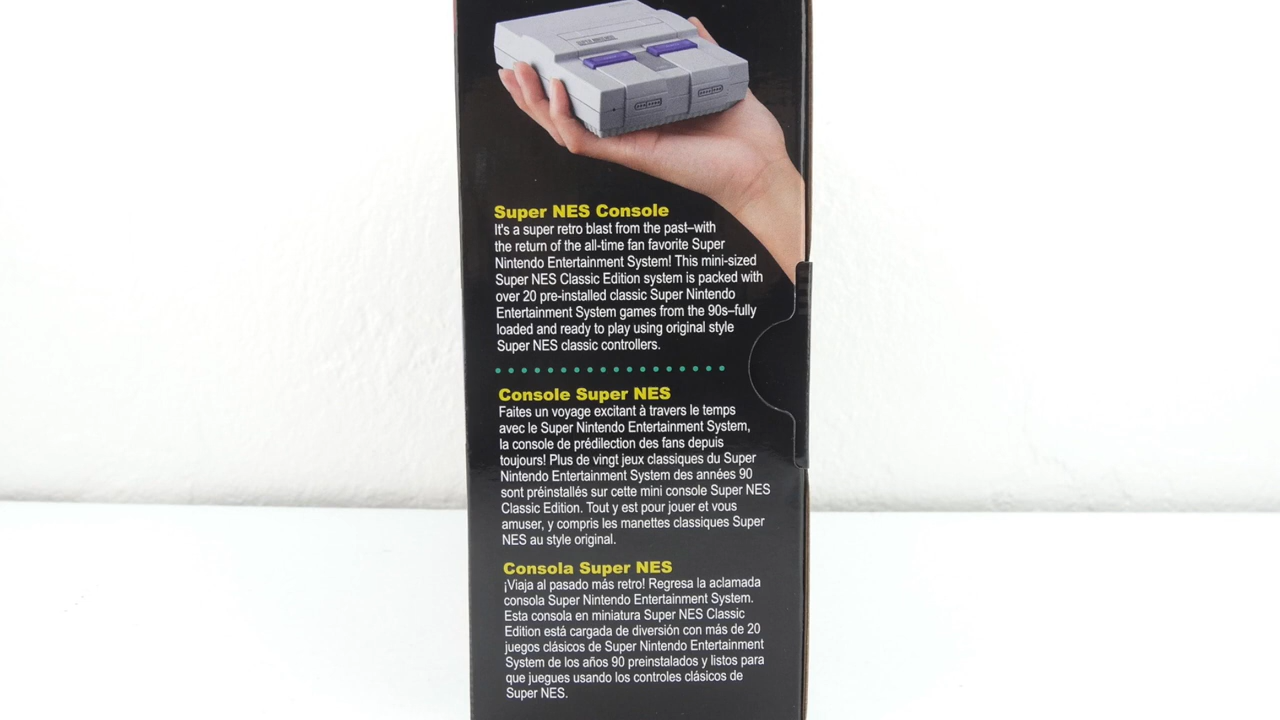 Super NES Console
It's a super retro blast from the past–with
the return of the all-time fan favorite Super
Nintendo Entertainment System! This mini-sized
Super NES Classic Edition system is packed with
over 20 pre-installed classic Super Nintendo
Entertainment System games from the 90s–fully
loaded and ready to play using original style
Super NES classic controllers.
Console Super NES
Faites un voyage excitant à travers le temps
avec le Super Nintendo Entertainment System,
la console de prédilection des fans depuis
toujours! Plus de vingt jeux classiques du Super
Nintendo Entertainment System des années 90
sont préinstallés sur cette mini console Super NES
Classic Edition. Tout y est pour jouer et vous
amuser, y compris les manettes classiques Super
NES au style original.
Consola Super NES
¡Viaja al pasado más retro! Regresa la aclamada
consola Super Nintendo Entertainment System.
Esta consola en miniatura Super NES Classic
Edition está cargada de diversión con más de 20
juegos clásicos de Super Nintendo Entertainment
System de los años 90 preinstalados y listos para
que juegues usando los controles clásicos de
Super NES.